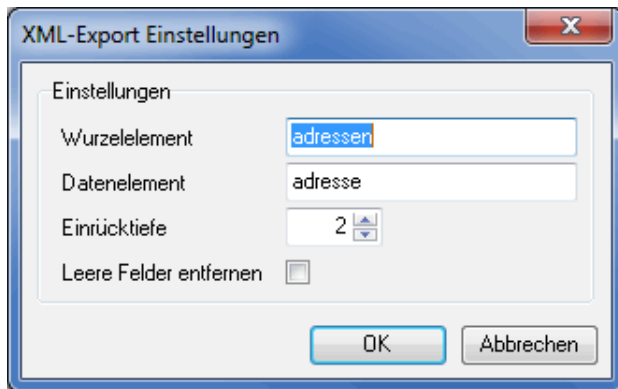 XML-Export Einstellungen
Einstellungen
Wurzelelement adressen
Datenelement adresse
Einrücktiefe 2
Leere Felder entfernen
OK Abbrechen